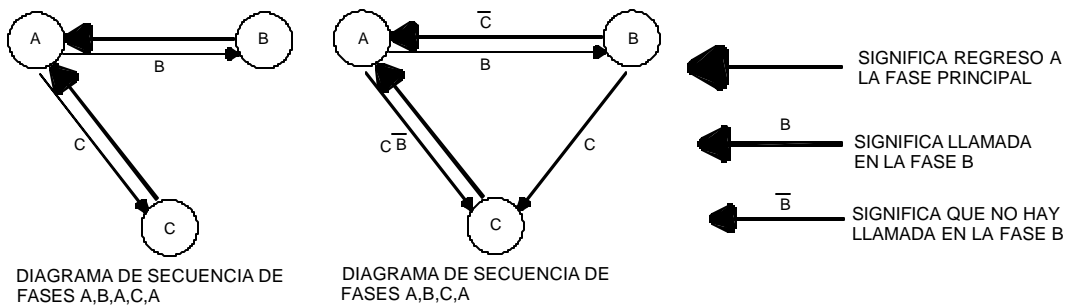 A
B
B
C
C
DIAGRAMA DE SECUENCIA DE
FASES A,B,A,C,A
A
C̅
B
B
C B̅
C
C
DIAGRAMA DE SECUENCIA DE
FASES A,B,C,A
SIGNIFICA REGRESO A
LA FASE PRINCIPAL
B
SIGNIFICA LLAMADA
EN LA FASE B
B̅
SIGNIFICA QUE NO HAY
LLAMADA EN LA FASE B